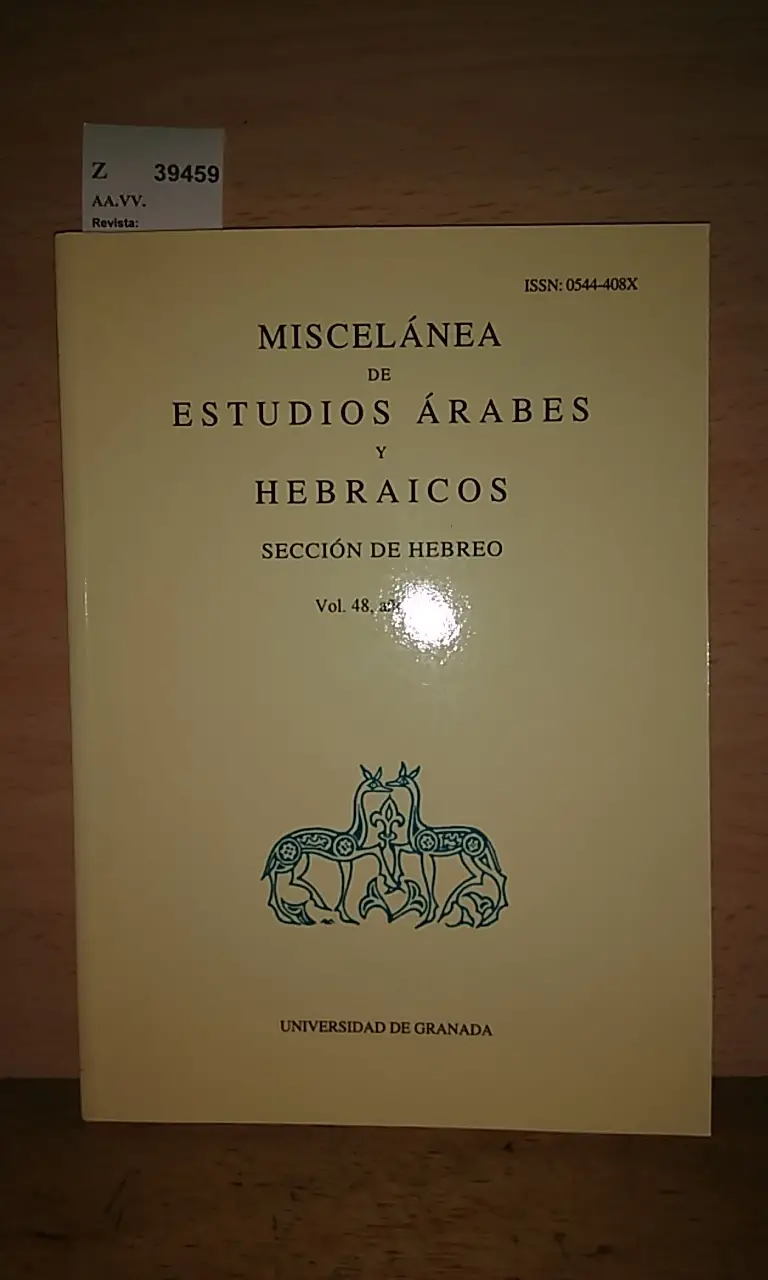 Z 39459
AA.VV.
Revista:
ISSN: 0544-408X
MISCELÁNEA
DE
ESTUDIOS ÁRABES
Y
HEBRAICOS
SECCIÓN DE HEBREO
Vol. 48,
UNIVERSIDAD DE GRANADA